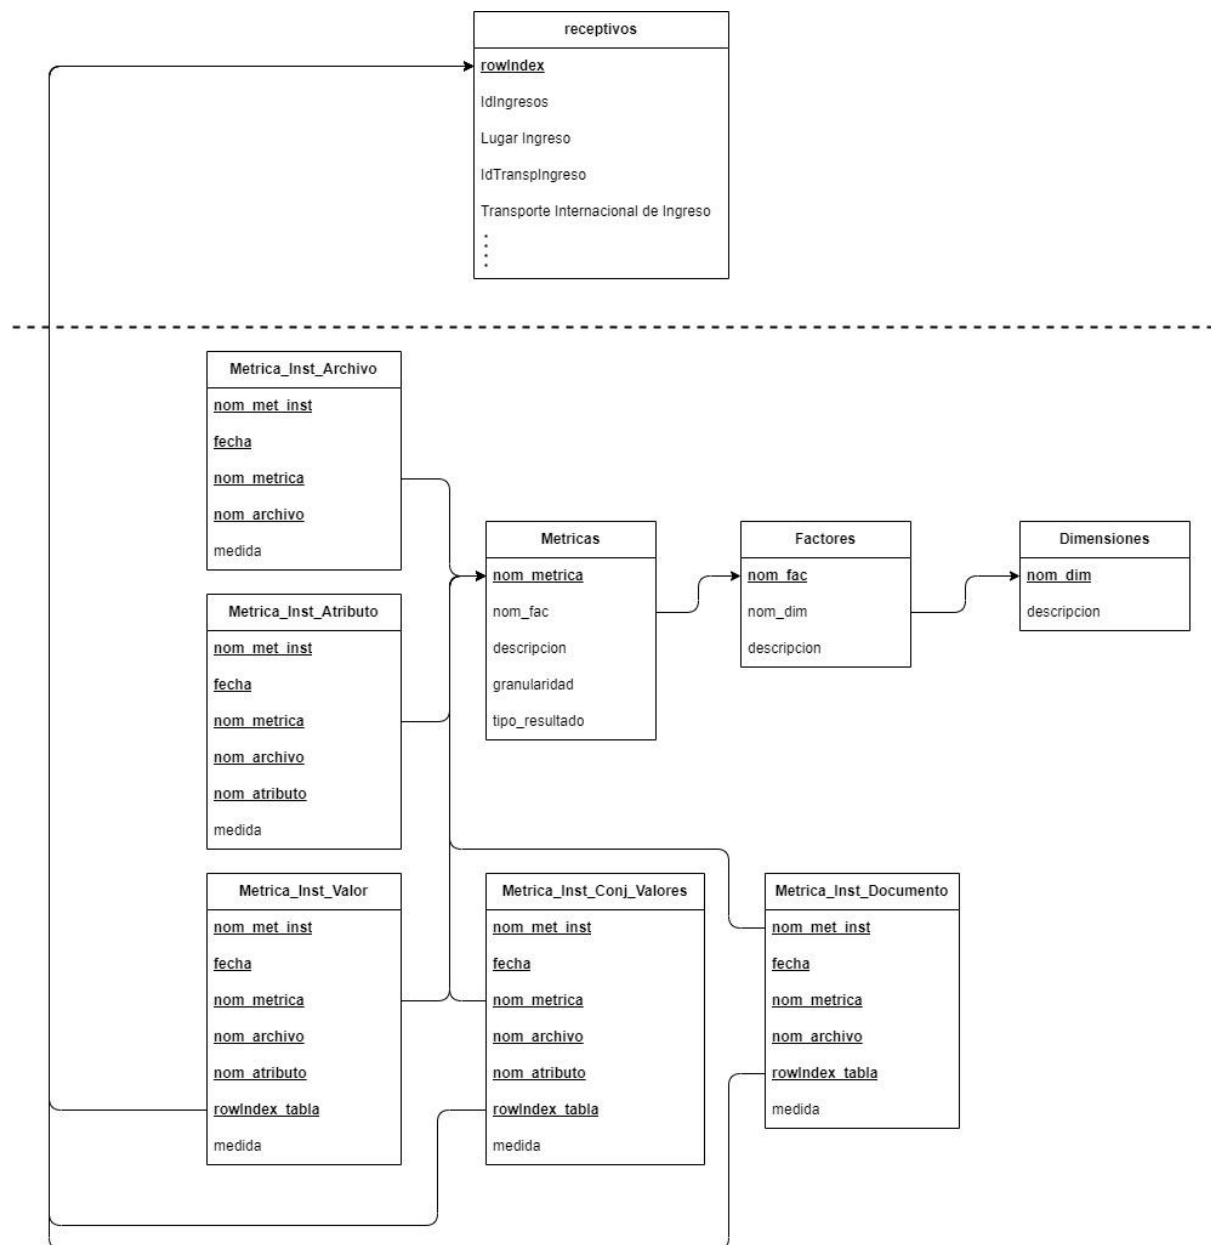 receptivos
rowIndex
IdIngresos
Lugar Ingreso
IdTranspIngreso
Transporte Internacional de Ingreso
Metrica_Inst_Archivo
nom_met_inst
fecha
nom_metrica
nom_archivo
medida
Metricas
nom_metrica
nom_fac
descripcion
granularidad
tipo_resultado
Factores
nom_fac
nom_dim
descripcion
Dimensiones
nom_dim
descripcion
Metrica_Inst_Atributo
nom_met_inst
fecha
nom_metrica
nom_archivo
nom_atributo
medida
Metrica_Inst_Valor
nom_met_inst
fecha
nom_metrica
nom_archivo
nom_atributo
rowIndex_tabla
medida
Metrica_Inst_Conj_Valores
nom_met_inst
fecha
nom_metrica
nom_archivo
nom_atributo
rowIndex_tabla
medida
Metrica_Inst_Documento
nom_met_inst
fecha
nom_metrica
nom_archivo
rowIndex_tabla
medida